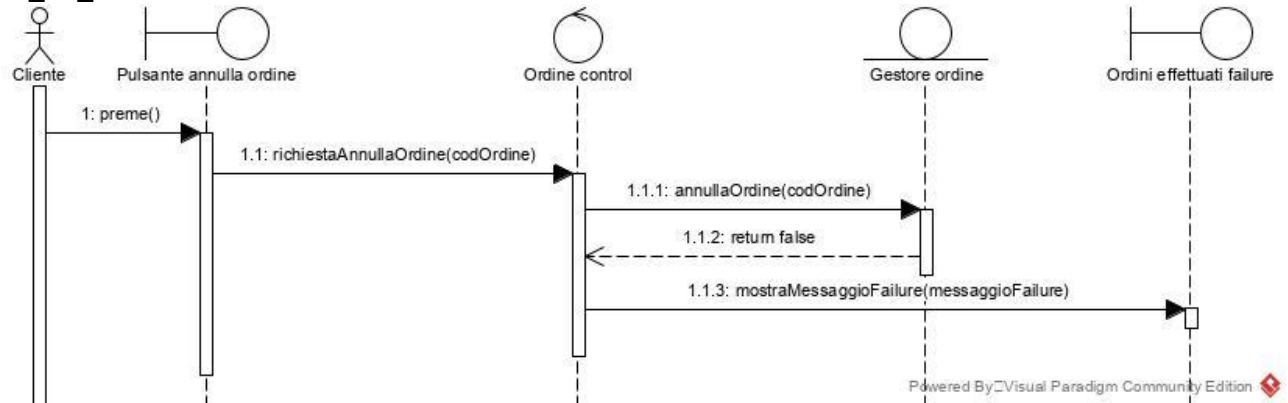 Cliente
Pulsante annulla ordine
Ordine control
Gestore ordine
Ordini effettuati failure
1: preme()
1.1: richiestaAnnullaOrdine(codOrdine)
1.1.1: annullaOrdine(codOrdine)
1.1.2: return false
1.1.3: mostraMessaggioFailure(messaggioFailure)
Powered By□Visual Paradigm Community Edition